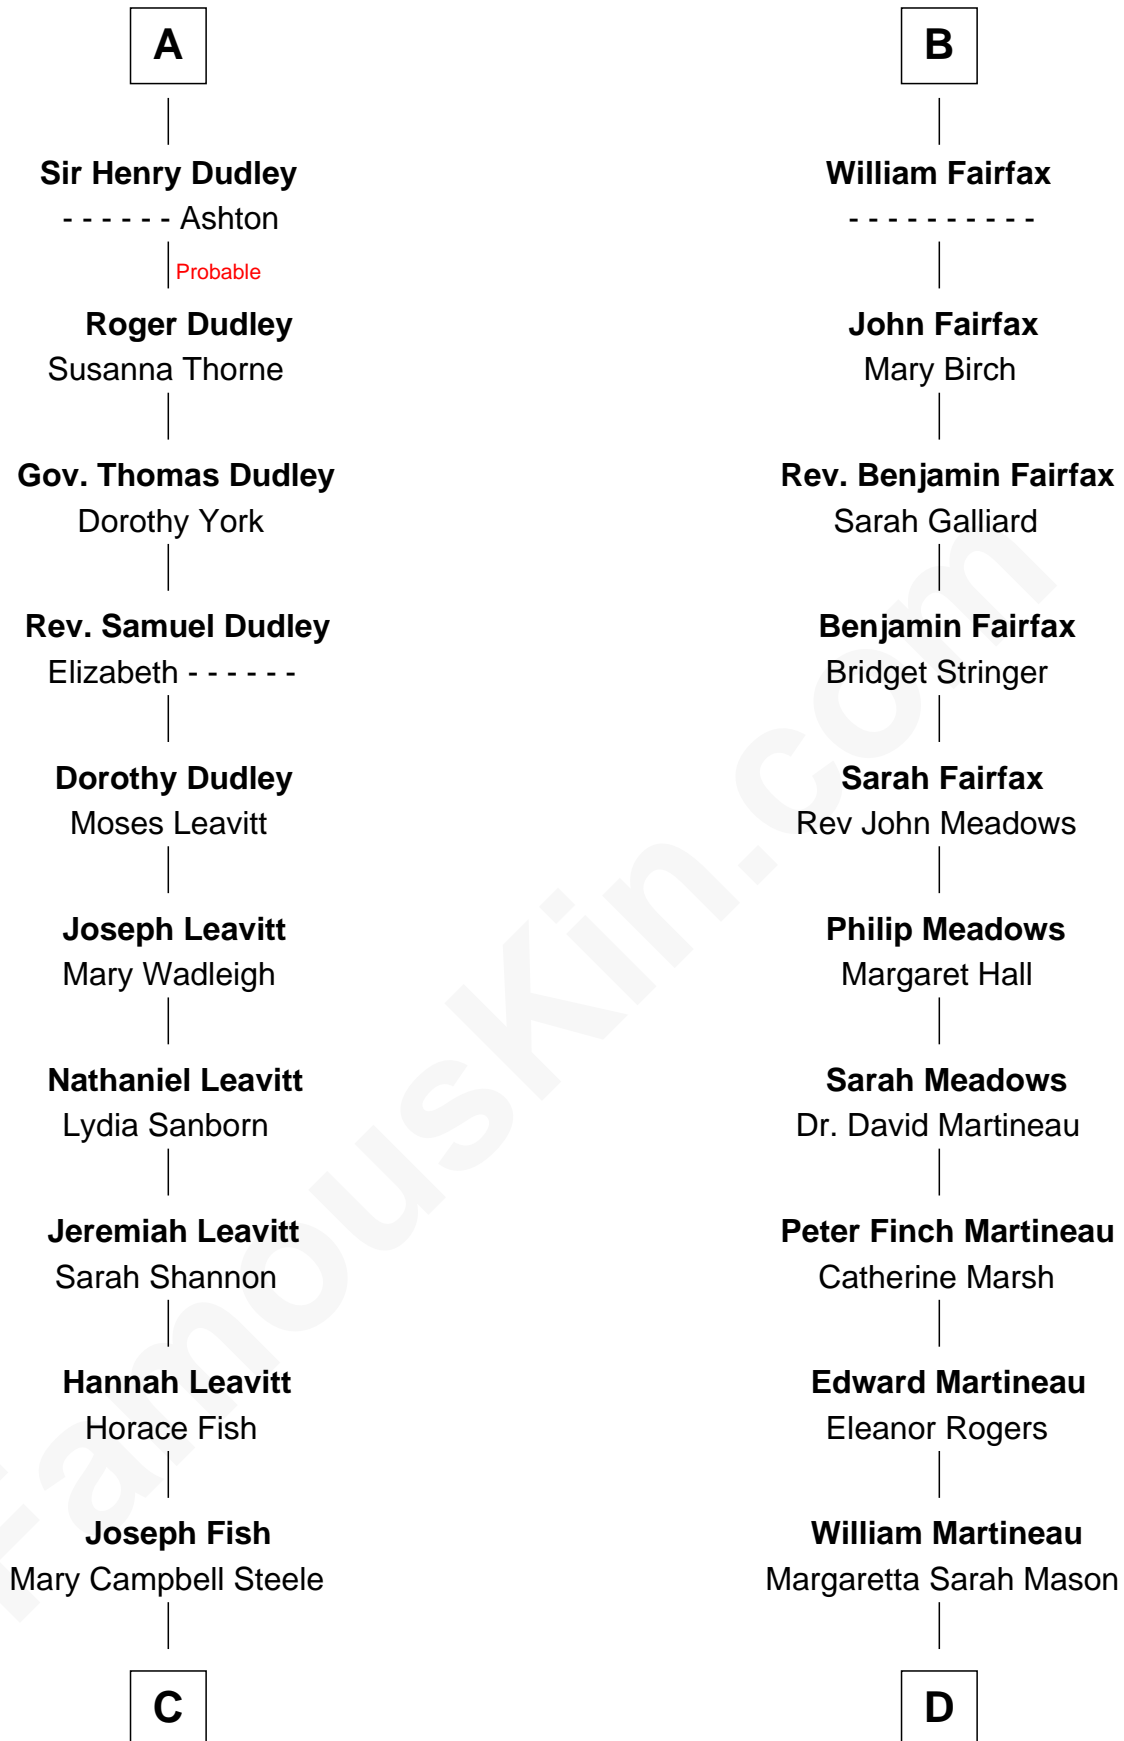 A
Sir Henry Dudley
- - - - - - Ashton
Probable
Roger Dudley
Susanna Thorne
Gov. Thomas Dudley
Dorothy York
Rev. Samuel Dudley
Elizabeth - - - - - -
Dorothy Dudley
Moses Leavitt
Joseph Leavitt
Mary Wadleigh
Nathaniel Leavitt
Lydia Sanborn
Jeremiah Leavitt
Sarah Shannon
Hannah Leavitt
Horace Fish
Joseph Fish
Mary Campbell Steele
C
B
William Fairfax
- - - - - - - - - -
John Fairfax
Mary Birch
Rev. Benjamin Fairfax
Sarah Galliard
Benjamin Fairfax
Bridget Stringer
Sarah Fairfax
Rev John Meadows
Philip Meadows
Margaret Hall
Sarah Meadows
Dr. David Martineau
Peter Finch Martineau
Catherine Marsh
Edward Martineau
Eleanor Rogers
William Martineau
Margaretta Sarah Mason
D
FamousKin.com